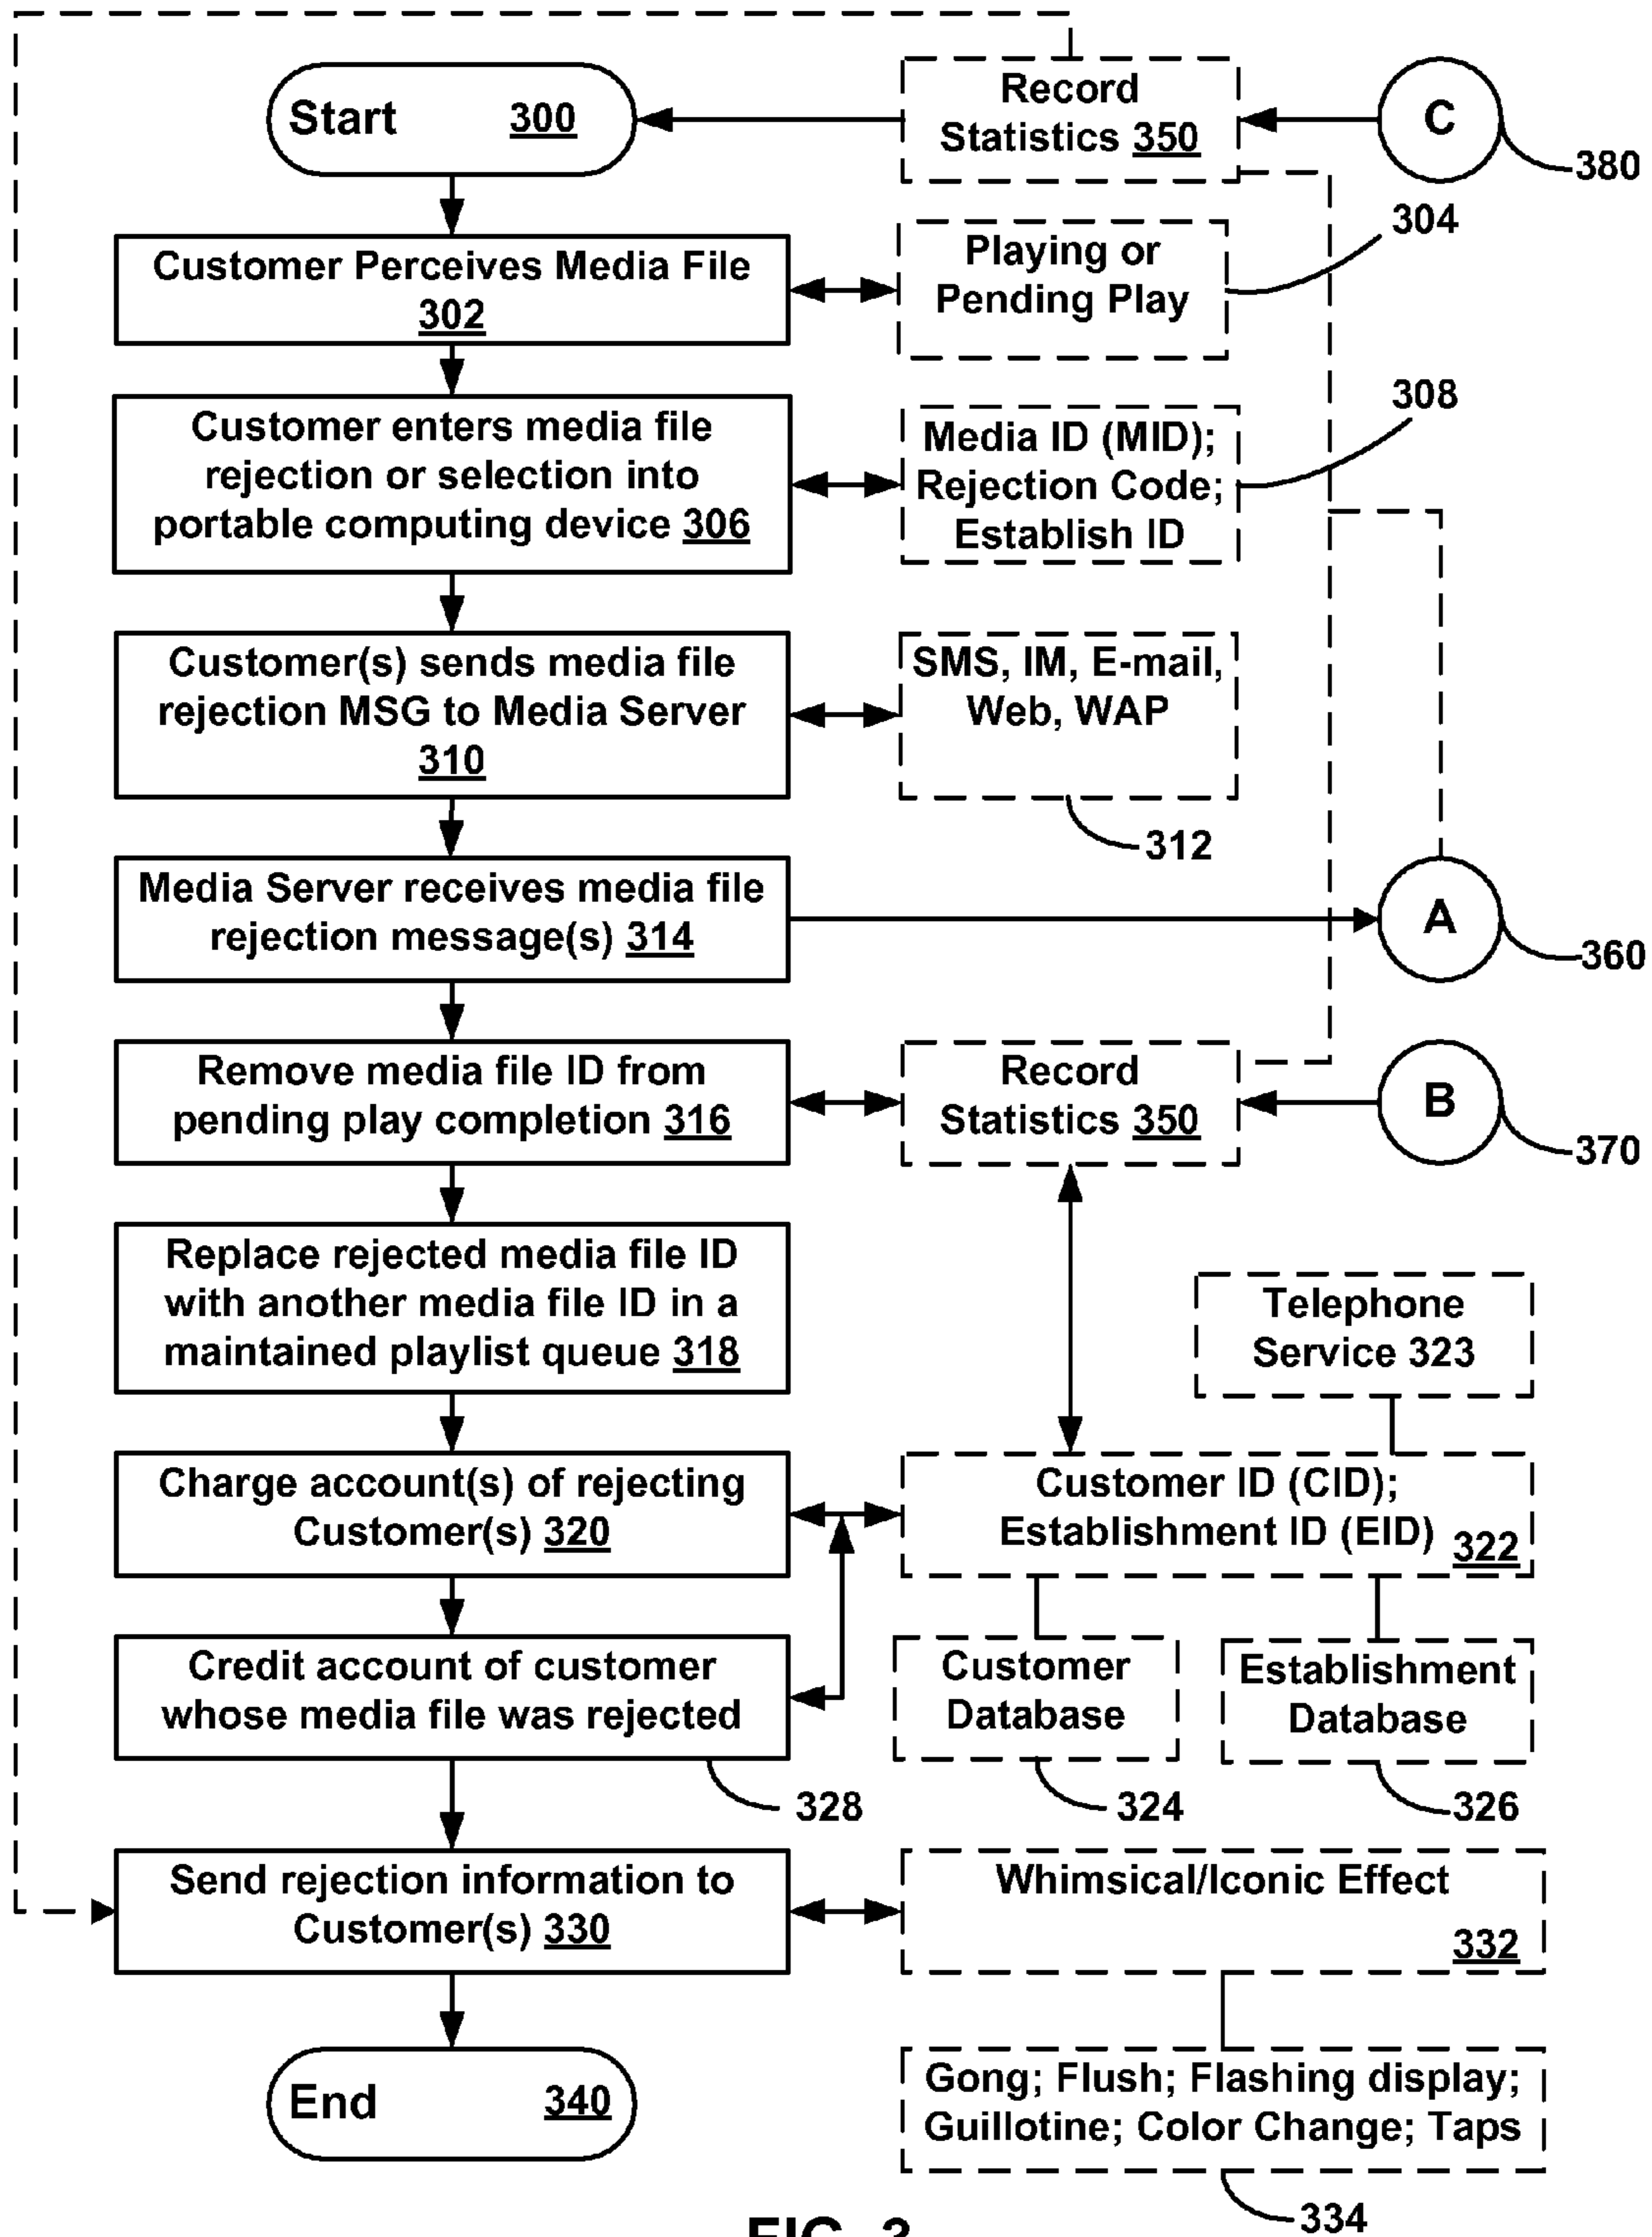 Start 300
Record
Statistics 350
C
380
Customer Perceives Media File
302
Playing or
Pending Play
304
Customer enters media file
rejection or selection into
portable computing device 306
Media ID (MID);
Rejection Code;
Establish ID
308
Customer(s) sends media file
rejection MSG to Media Server
310
SMS, IM, E-mail,
Web, WAP
312
Media Server receives media file
rejection message(s) 314
A
360
Remove media file ID from
pending play completion 316
Record
Statistics 350
B
370
Replace rejected media file ID
with another media file ID in a
maintained playlist queue 318
Telephone
Service 323
Charge account(s) of rejecting
Customer(s) 320
Customer ID (CID);
Establishment ID (EID) 322
Credit account of customer
whose media file was rejected
328
Customer
Database
324
Establishment
Database
326
Send rejection information to
Customer(s) 330
Whimsical/Iconic Effect
332
End 340
Gong; Flush; Flashing display;
Guillotine; Color Change; Taps
334
FIG. 3